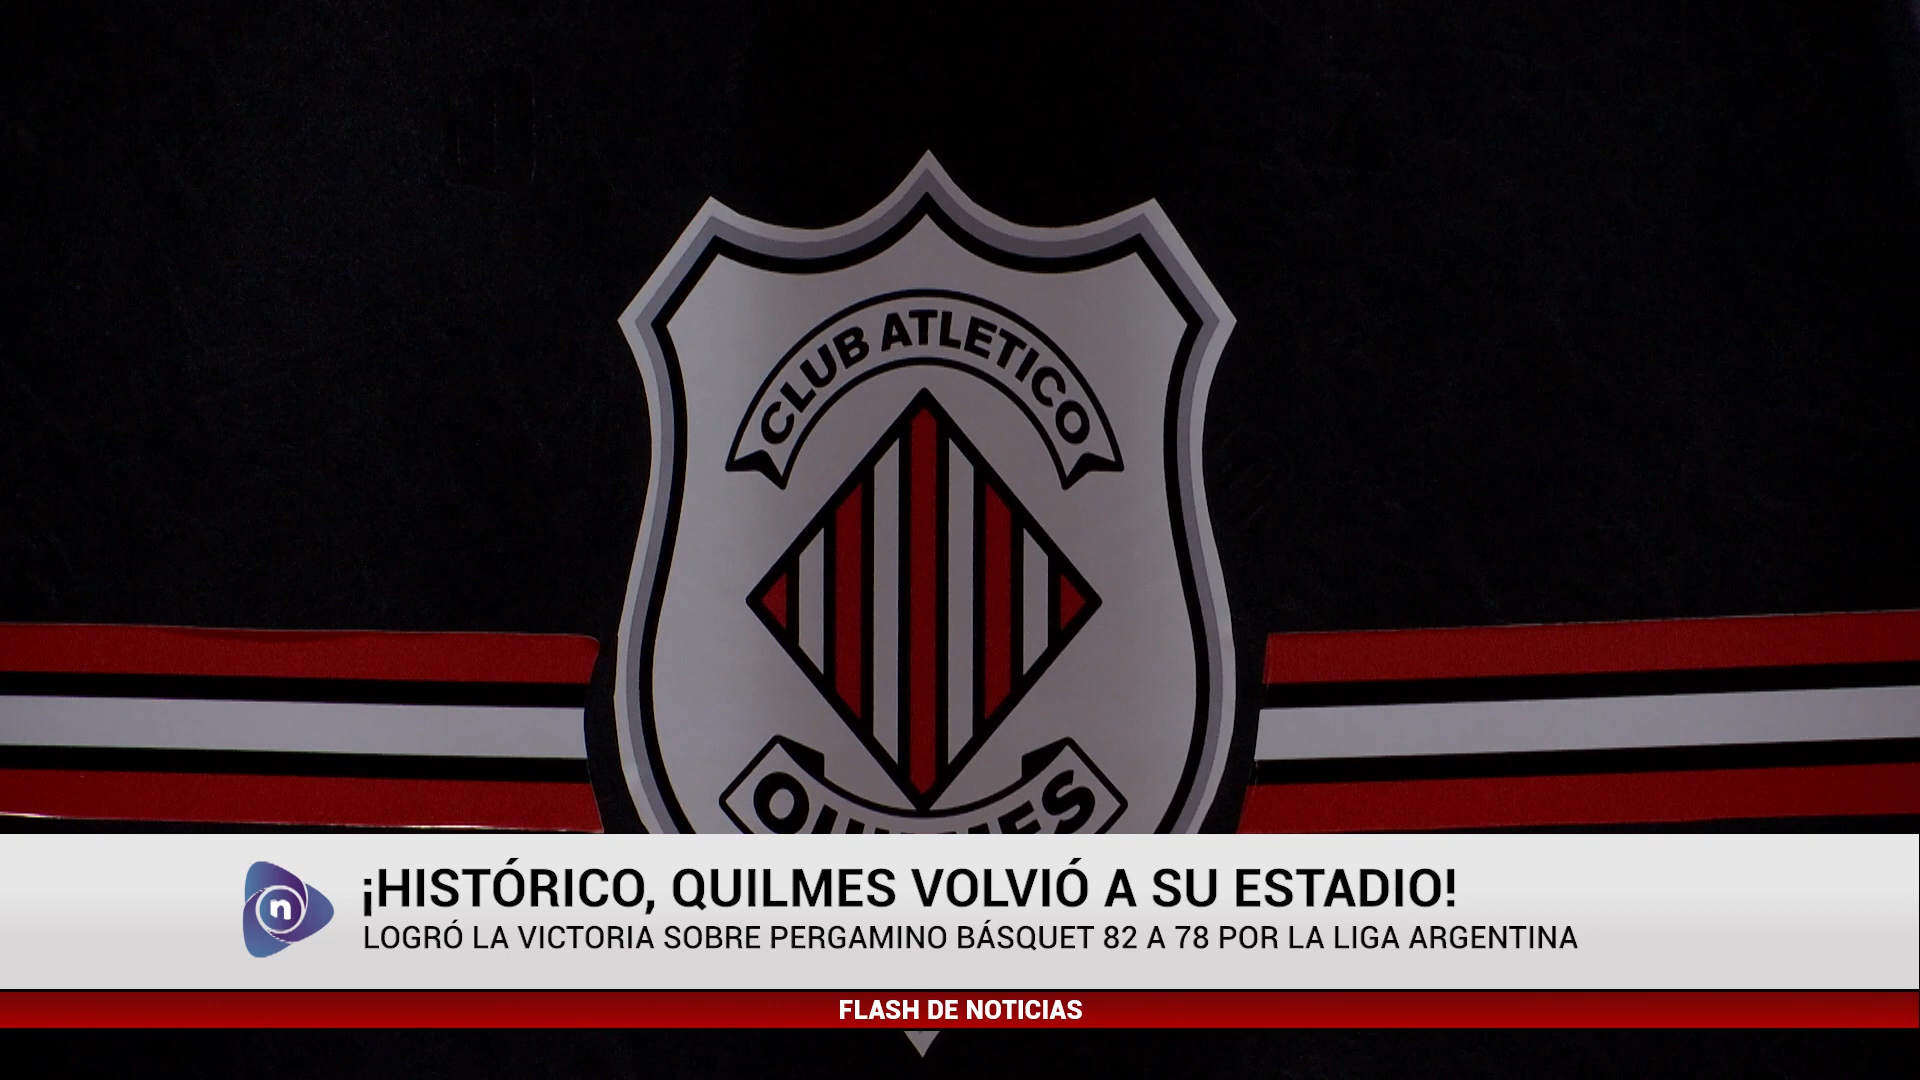 CLUB ATLETICO
QUILMES
n
¡HISTÓRICO, QUILMES VOLVIÓ A SU ESTADIO!
LOGRÓ LA VICTORIA SOBRE PERGAMINO BÁSQUET 82 A 78 POR LA LIGA ARGENTINA
FLASH DE NOTICIAS